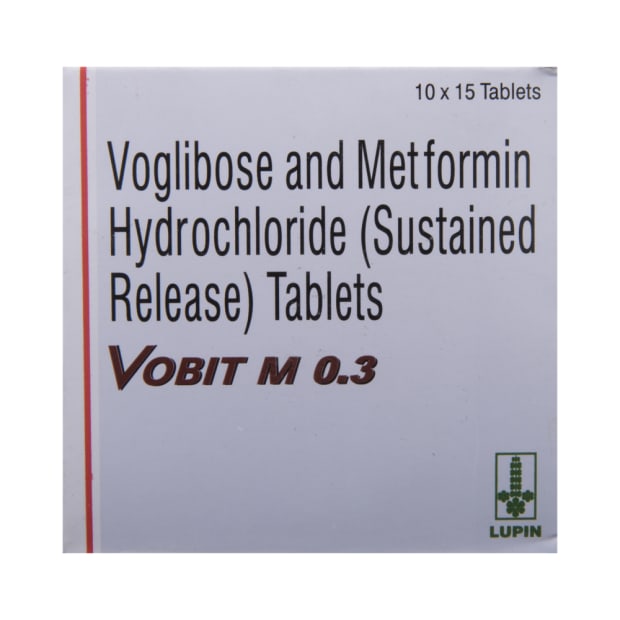 10 x 15 Tablets
Voglibose and Metformin
Hydrochloride (Sustained
Release) Tablets
VOBIT M 0.3
LUPIN